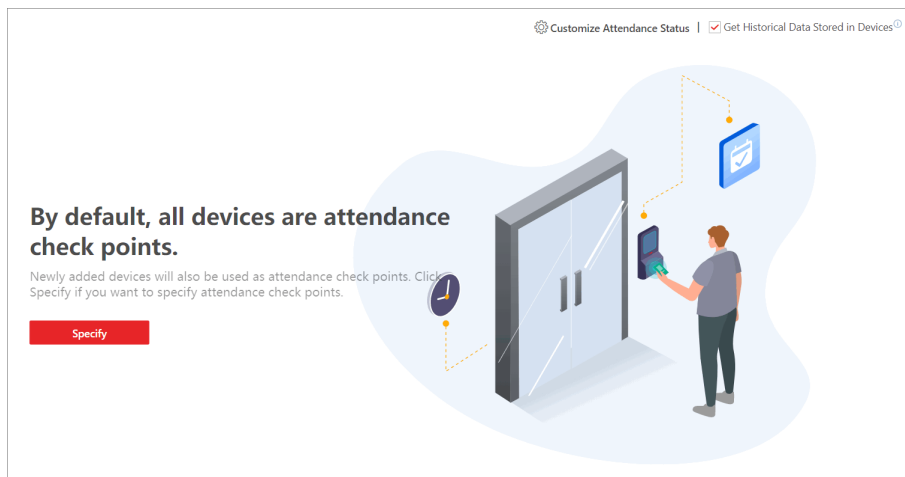 Customize Attendance Status | Get Historical Data Stored in Devices
By default, all devices are attendance
check points.
Newly added devices will also be used as attendance check points. Click
Specify if you want to specify attendance check points.
Specify